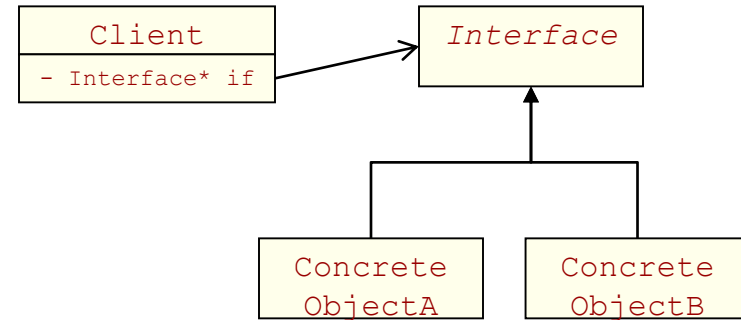 Client
Interface
- Interface* if
Concrete
ObjectA
Concrete
ObjectB